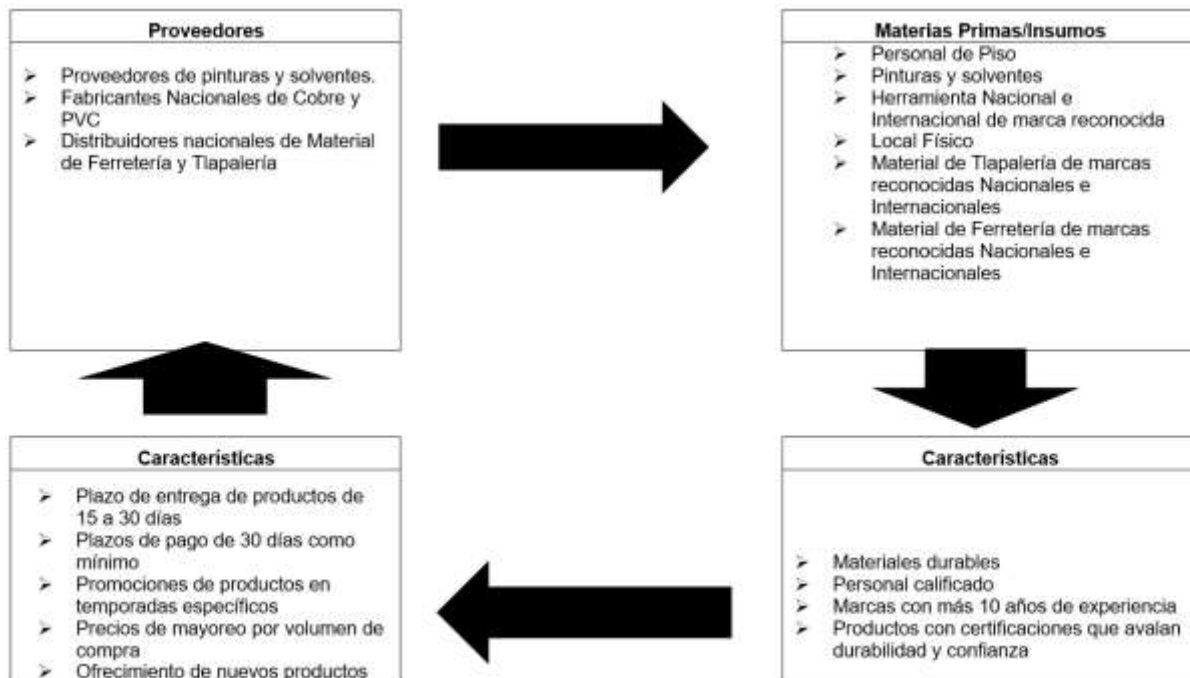 Proveedores
Proveedores de pinturas y solventes.
Fabricantes Nacionales de Cobre y
PVC
Distribuidores nacionales de Material
de Ferretería y Tlapalería
Materias Primas/Insumos
Personal de Piso
Pinturas y solventes
Herramienta Nacional e
Internacional de marca reconocida
Local Físico
Material de Tlapalería de marcas
reconocidas Nacionales e
Internacionales
Material de Ferretería de marcas
reconocidas Nacionales e
Internacionales
Características
Plazo de entrega de productos de
15 a 30 días
Plazos de pago de 30 días como
mínimo
Promociones de productos en
temporadas específicos
Precios de mayoreo por volumen de
compra
Ofrecimiento de nuevos productos
Características
Materiales durables
Personal calificado
Marcas con más 10 años de experiencia
Productos con certificaciones que avalan
durabilidad y confianza